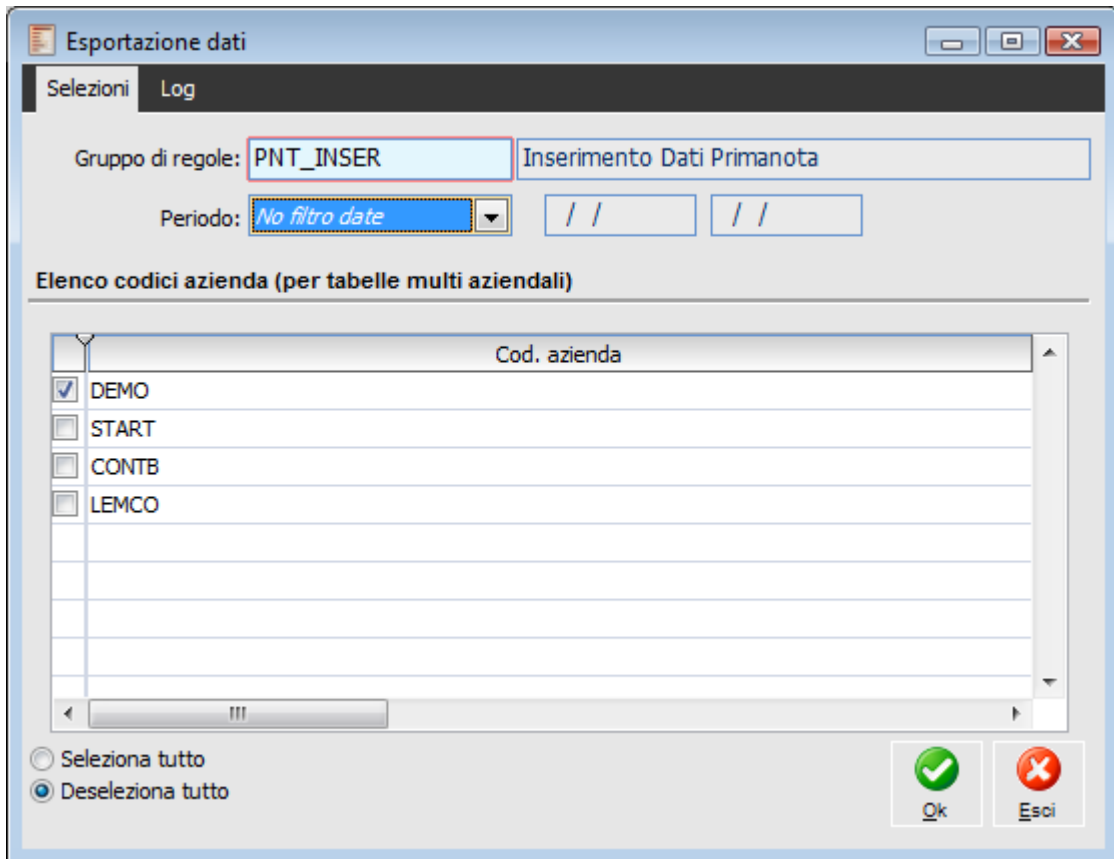 Esportazione dati
Selezioni Log
Gruppo di regole: PNT_INSER Inserimento Dati Primanota
Periodo: No filtro date / / / /
Elenco codici azienda (per tabelle multi aziendali)
Cod. azienda
DEMO
START
CONTB
LEMCO
Seleziona tutto
Deseleziona tutto
Ok Esci